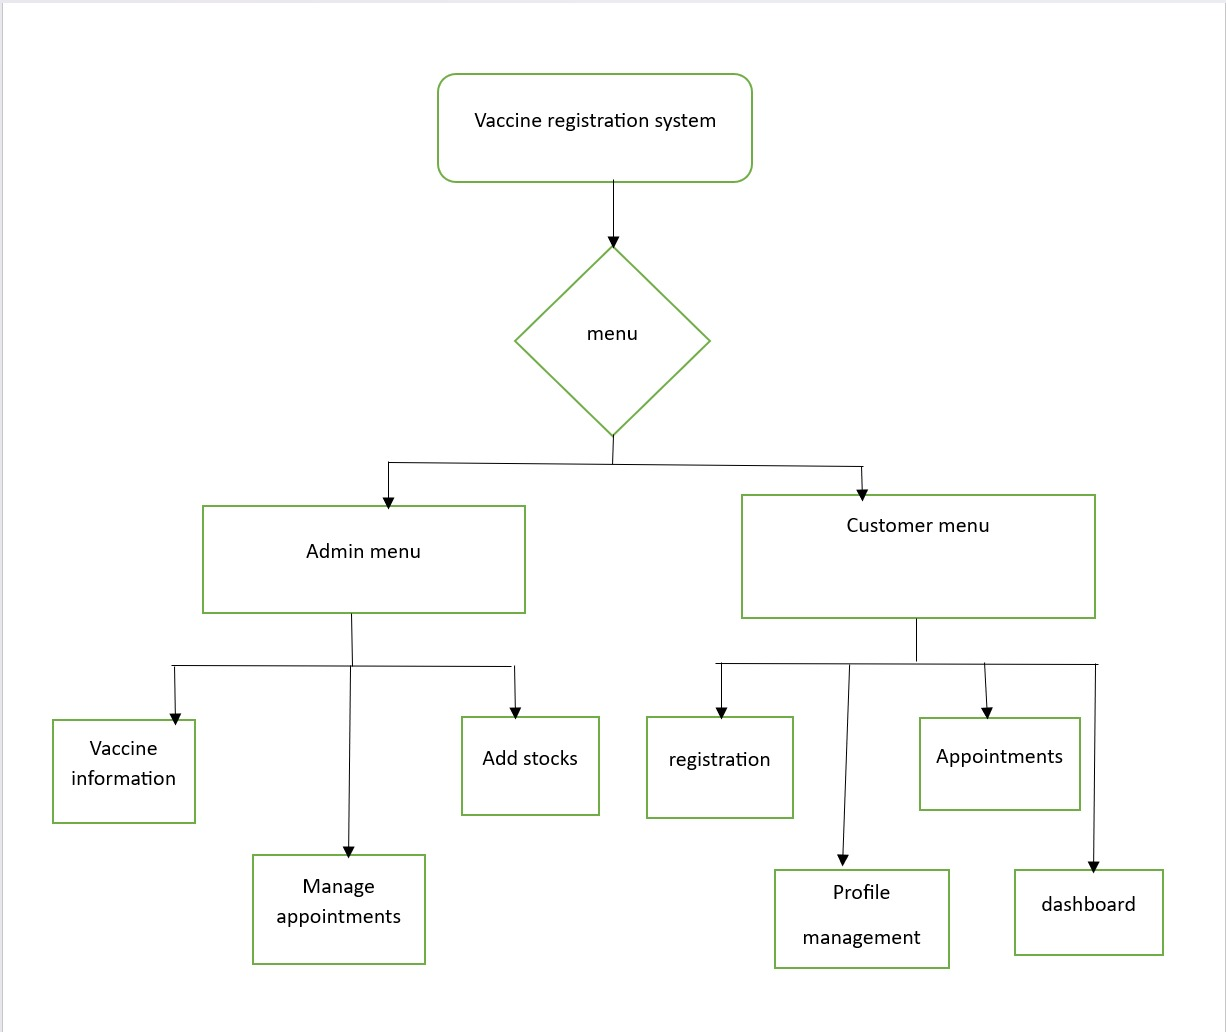 Vaccine registration system
menu
Admin menu
Customer menu
Vaccine
information
Add stocks
registration
Appointments
Manage
appointments
Profile
management
dashboard